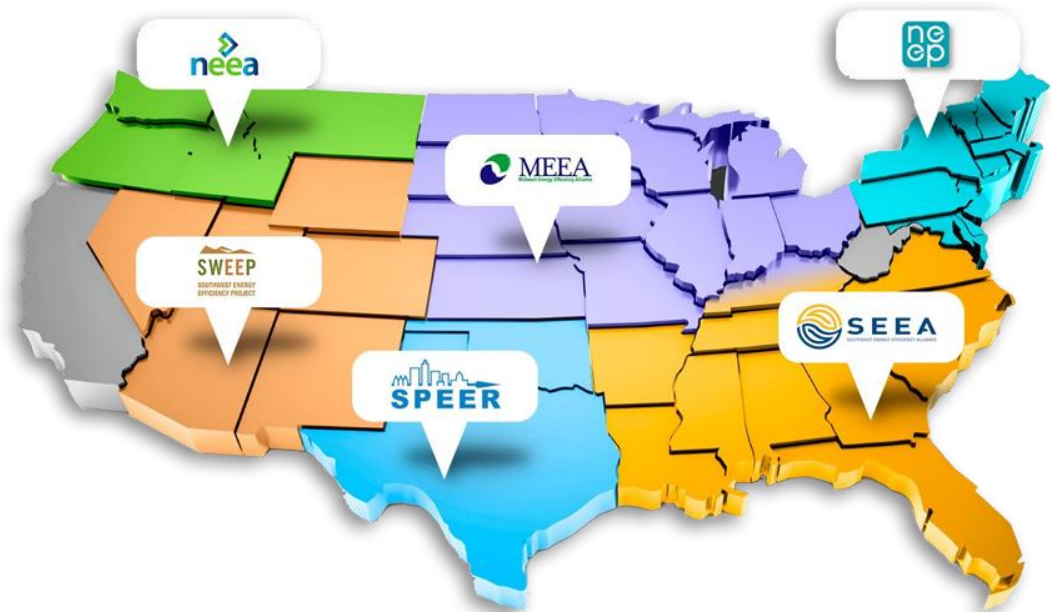 neea
ne
ep
MEEA
Midwest Energy Efficiency Alliance
SWEEP
SOUTHWEST ENERGY
EFFICIENCY PROJECT
SEEA
SOUTHEAST ENERGY EFFICIENCY ALLIANCE
SPEER